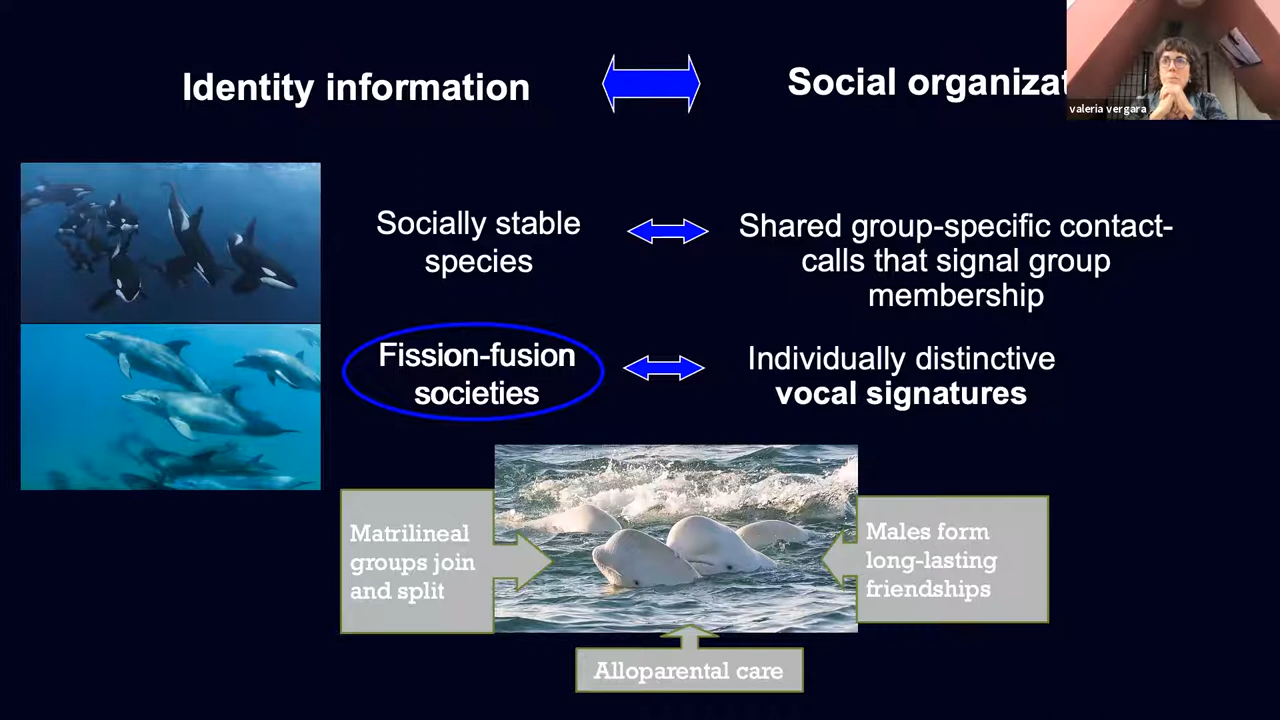 Identity information
Social organizat
valeria vergara
Socially stable
species
Shared group-specific contact-
calls that signal group
membership
Fission-fusion
societies
Individually distinctive
vocal signatures
Matrilineal
groups join
and split
Males form
long-lasting
friendships
Alloparental care